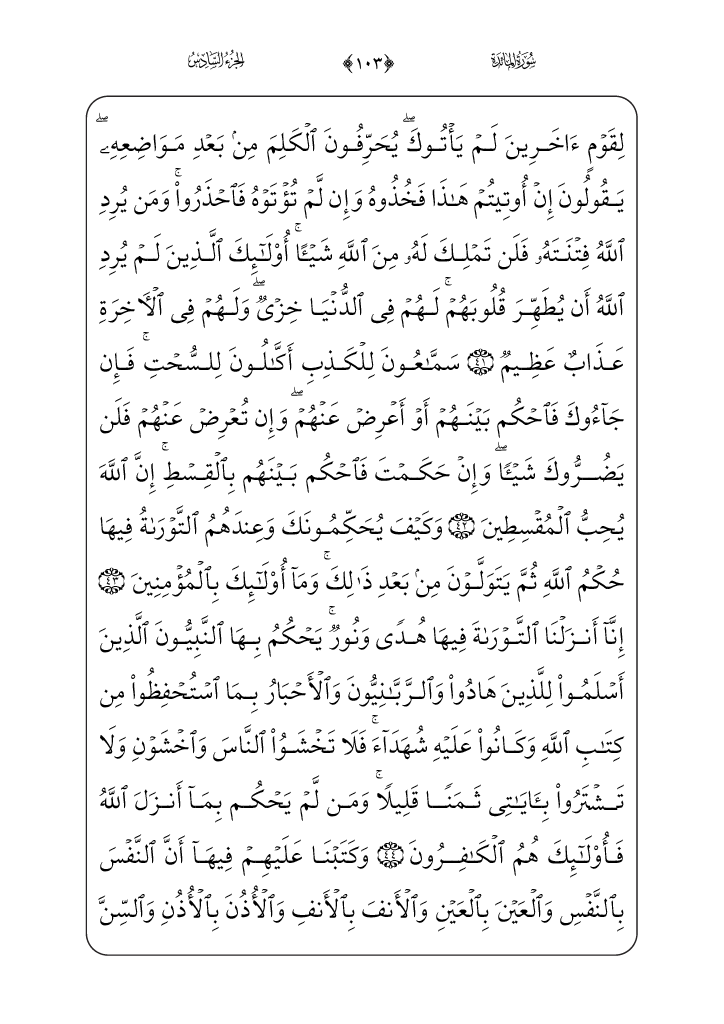 سُورَةُ المَائدة ﴿١٠٣﴾ الجُزءُ السَّادِسُ
لِقَوْمٍ ءَاخَرِينَ لَمْ يَأْتُوكَۖ يُحَرِّفُونَ ٱلْكَلِمَ مِنۢ بَعْدِ مَوَاضِعِهِۦۖ
يَقُولُونَ إِنْ أُوتِيتُمْ هَـٰذَا فَخُذُوهُ وَإِن لَّمْ تُؤْتَوْهُ فَٱحْذَرُوا۟ۚ وَمَن يُرِدِ
ٱللَّهُ فِتْنَتَهُۥ فَلَن تَمْلِكَ لَهُۥ مِنَ ٱللَّهِ شَيْـًٔاۚ أُو۟لَـٰٓئِكَ ٱلَّذِينَ لَمْ يُرِدِ
ٱللَّهُ أَن يُطَهِّرَ قُلُوبَهُمْۚ لَهُمْ فِى ٱلدُّنْيَا خِزْىٌۖ وَلَهُمْ فِى ٱلْـَٔاخِرَةِ
عَذَابٌ عَظِيمٌ ٤١ سَمَّـٰعُونَ لِلْكَذِبِ أَكَّـٰلُونَ لِلسُّحْتِۚ فَإِن
جَآءُوكَ فَٱحْكُم بَيْنَهُمْ أَوْ أَعْرِضْ عَنْهُمْۖ وَإِن تُعْرِضْ عَنْهُمْ فَلَن
يَضُرُّوكَ شَيْـًٔاۖ وَإِنْ حَكَمْتَ فَٱحْكُم بَيْنَهُم بِٱلْقِسْطِۚ إِنَّ ٱللَّهَ
يُحِبُّ ٱلْمُقْسِطِينَ ٤٢ وَكَيْفَ يُحَكِّمُونَكَ وَعِندَهُمُ ٱلتَّوْرَىٰةُ فِيهَا
حُكْمُ ٱللَّهِ ثُمَّ يَتَوَلَّوْنَ مِنۢ بَعْدِ ذَٰلِكَۚ وَمَآ أُو۟لَـٰٓئِكَ بِٱلْمُؤْمِنِينَ ٤٣
إِنَّآ أَنزَلْنَا ٱلتَّوْرَىٰةَ فِيهَا هُدًى وَنُورٌۚ يَحْكُمُ بِهَا ٱلنَّبِيُّونَ ٱلَّذِينَ
أَسْلَمُوا۟ لِلَّذِينَ هَادُوا۟ وَٱلرَّبَّـٰنِيُّونَ وَٱلْأَحْبَارُ بِمَا ٱسْتُحْفِظُوا۟ مِن
كِتَـٰبِ ٱللَّهِ وَكَانُوا۟ عَلَيْهِ شُهَدَآءَۚ فَلَا تَخْشَوُا۟ ٱلنَّاسَ وَٱخْشَوْنِ وَلَا
تَشْتَرُوا۟ بِـَٔايَـٰتِى ثَمَنًا قَلِيلًاۚ وَمَن لَّمْ يَحْكُم بِمَآ أَنزَلَ ٱللَّهُ
فَأُو۟لَـٰٓئِكَ هُمُ ٱلْكَـٰفِرُونَ ٤٤ وَكَتَبْنَا عَلَيْهِمْ فِيهَآ أَنَّ ٱلنَّفْسَ
بِٱلنَّفْسِ وَٱلْعَيْنَ بِٱلْعَيْنِ وَٱلْأَنفَ بِٱلْأَنفِ وَٱلْأُذُنَ بِٱلْأُذُنِ وَٱلسِّنَّ